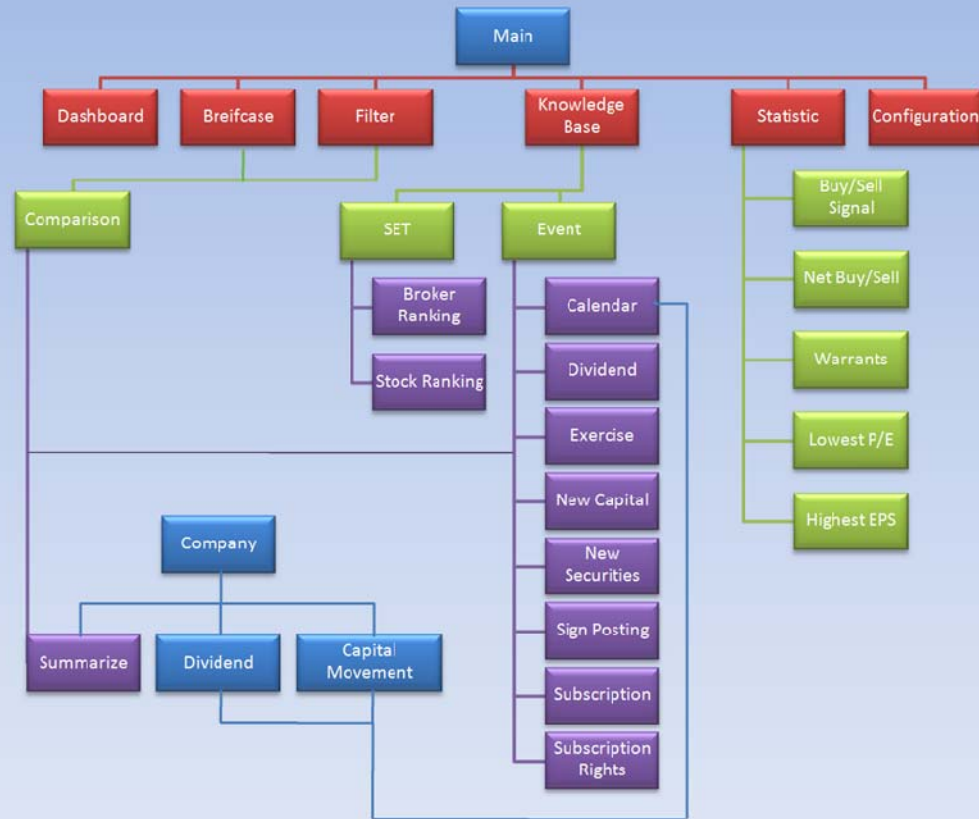 Main
Dashboard
Breifcase
Filter
Knowledge
Base
Statistic
Configuration
Comparison
SET
Event
Buy/Sell
Signal
Broker
Ranking
Calendar
Net Buy/Sell
Stock Ranking
Dividend
Warrants
Exercise
Lowest P/E
New Capital
Highest EPS
Company
New
Securities
Summarize
Dividend
Capital
Movement
Sign Posting
Subscription
Subscription
Rights